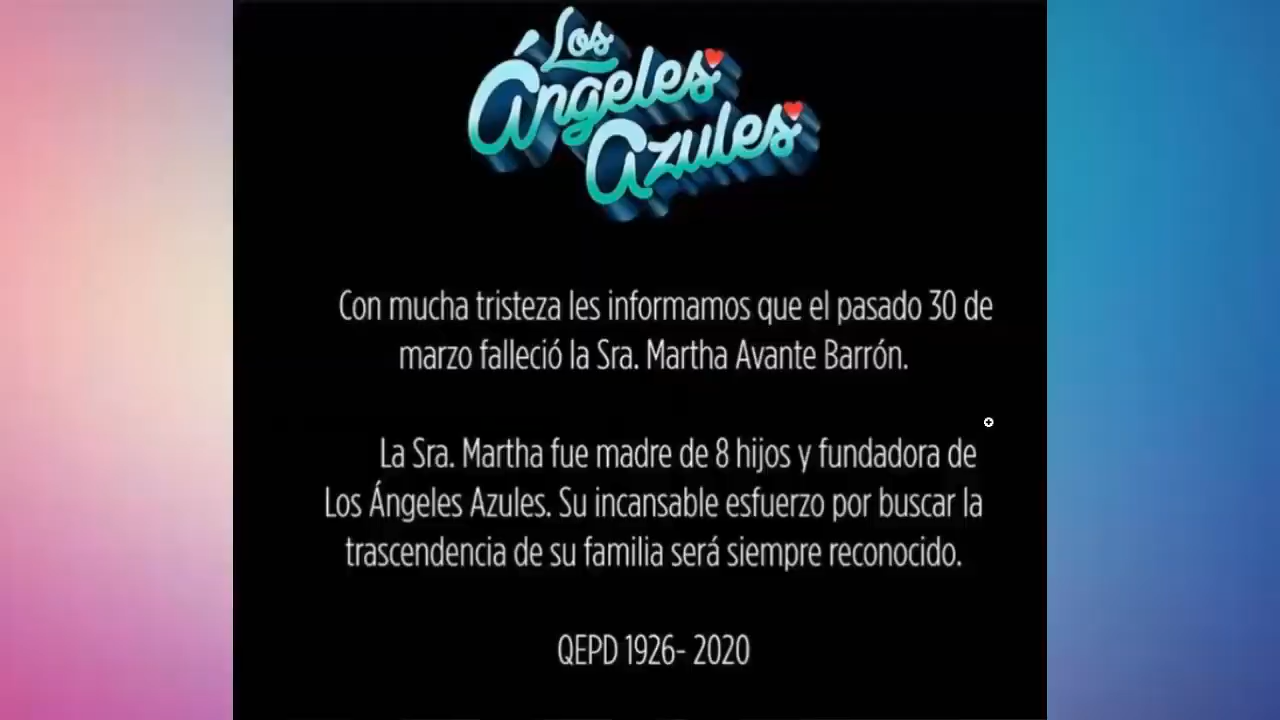 Los
Ángeles
Azules
Con mucha tristeza les informamos que el pasado 30 de
marzo falleció la Sra. Martha Avante Barrón.
La Sra. Martha fue madre de 8 hijos y fundadora de
Los Ángeles Azules. Su incansable esfuerzo por buscar la
trascendencia de su familia será siempre reconocido.
QEPD 1926- 2020